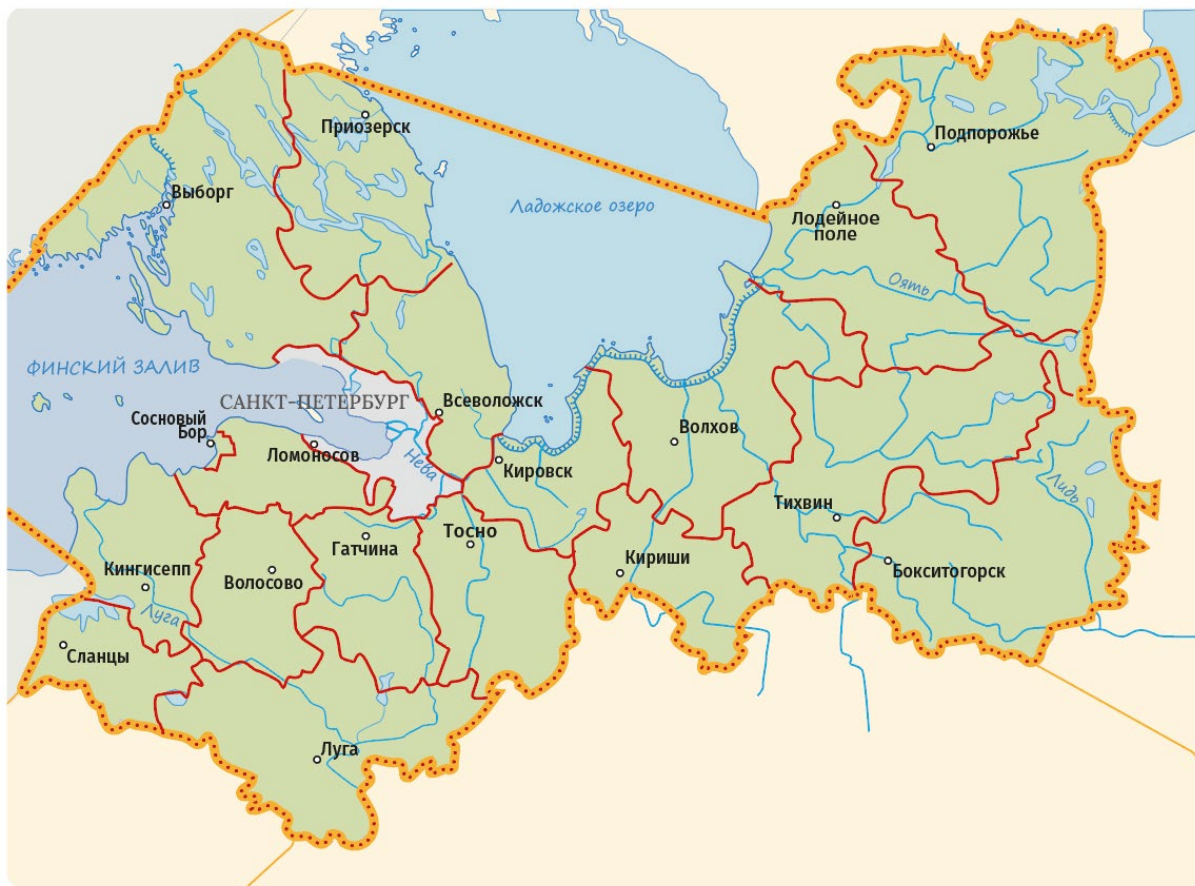 Приозерск
Подпорожье
Выборг
Ладожское озеро
Лодейное
поле
Оять
ФИНСКИЙ ЗАЛИВ
САНКТ-ПЕТЕРБУРГ
Всеволожск
Сосновый
Бор
Ломоносов
Нева
Кировск
Волхов
Лидь
Тихвин
Гатчина
Тосно
Кириши
Бокситогорск
Кингисепп
Волосово
Луга
Сланцы
Луга